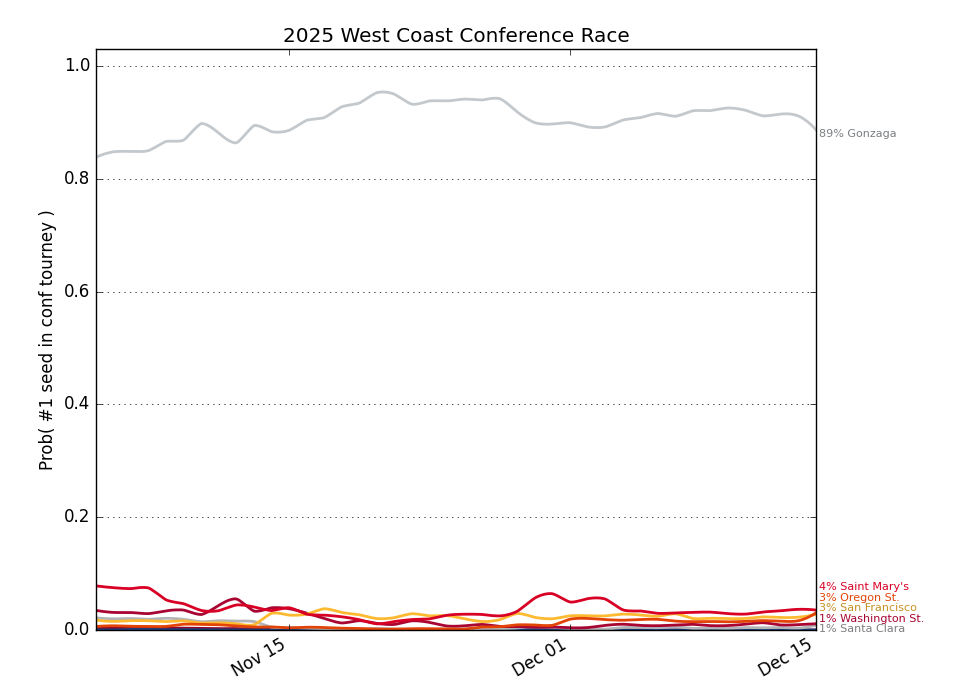 2025 West Coast Conference Race
Prob( #1 seed in conf tourney )
1.0
0.8
0.6
0.4
0.2
0.0
Nov 15
Dec 01
Dec 15
89% Gonzaga
4% Saint Mary's
3% Oregon St.
3% San Francisco
1% Washington St.
1% Santa Clara